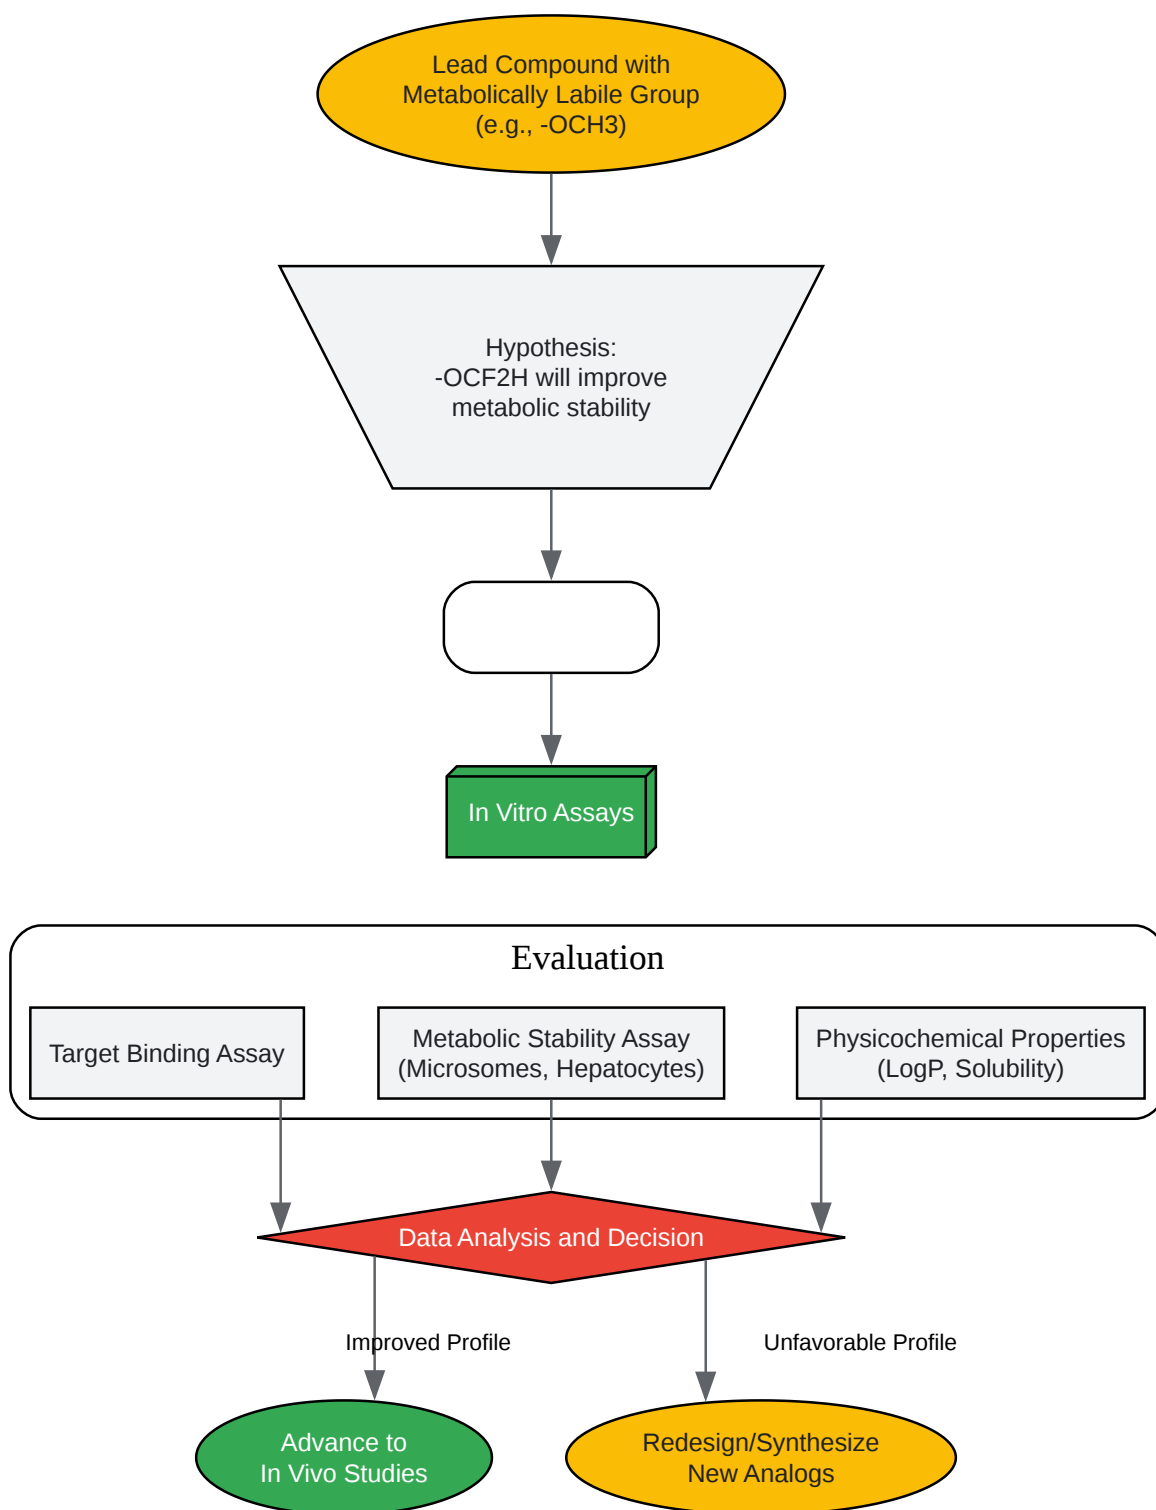 Lead Compound with
Metabolically Labile Group
(e.g., -OCH3)
Hypothesis:
-OCF2H will improve
metabolic stability
In Vitro Assays
Evaluation
Target Binding Assay
Metabolic Stability Assay
(Microsomes, Hepatocytes)
Physicochemical Properties
(LogP, Solubility)
Data Analysis and Decision
Improved Profile
Unfavorable Profile
Advance to
In Vivo Studies
Redesign/Synthesize
New Analogs